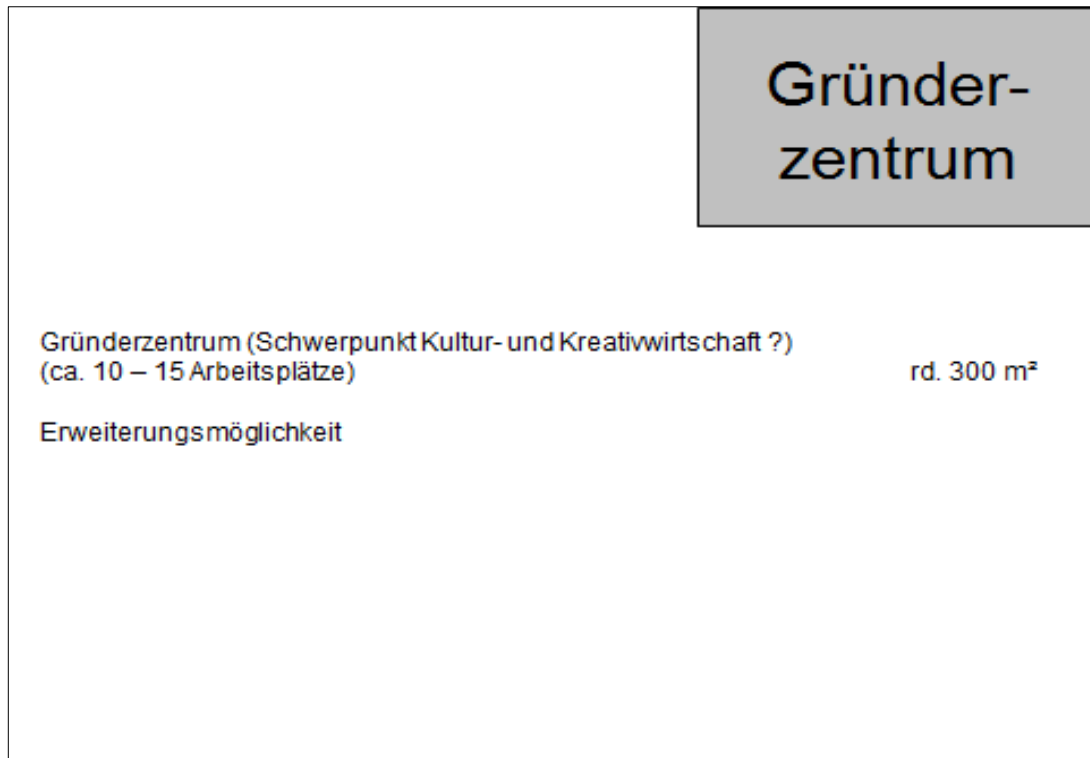 Gründer-
zentrum
Gründerzentrum (Schwerpunkt Kultur- und Kreativwirtschaft ?)
(ca. 10 – 15 Arbeitsplätze) rd. 300 m²
Erweiterungsmöglichkeit